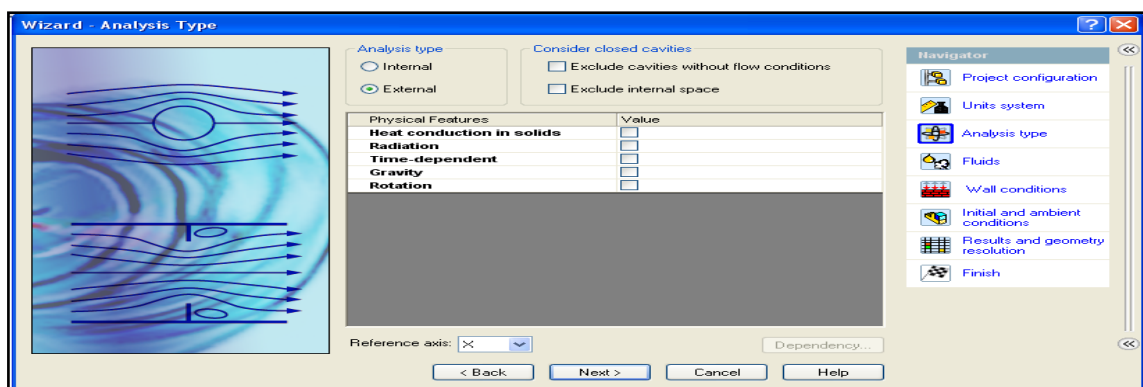 Wizard - Analysis Type
Analysis type
Internal
External
Consider closed cavities
Exclude cavities without flow conditions
Exclude internal space
Physical Features Value
Heat conduction in solids
Radiation
Time-dependent
Gravity
Rotation
Reference axis: X
Dependency...
< Back Next > Cancel Help
Navigator
Project configuration
Units system
Analysis type
Fluids
Wall conditions
Initial and ambient
conditions
Results and geometry
resolution
Finish